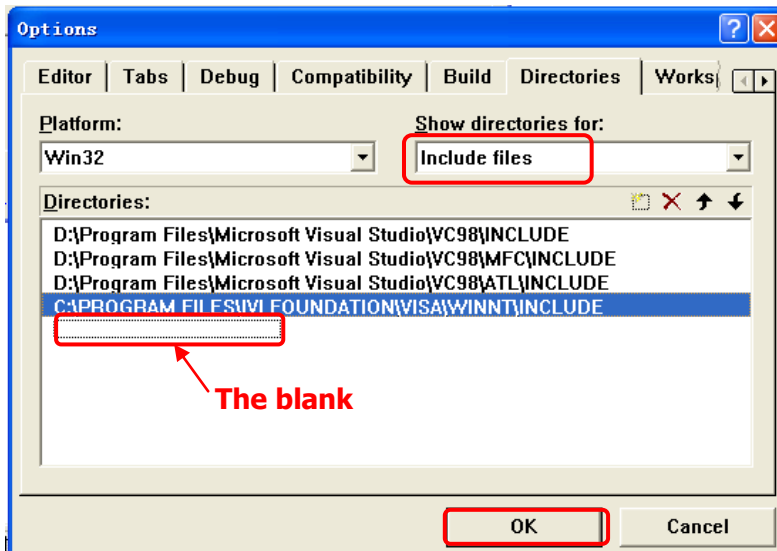 Options
Editor Tabs Debug Compatibility Build Directories Works
Platform: Show directories for:
Win32 Include files
Directories:
D:\Program Files\Microsoft Visual Studio\VC98\INCLUDE
D:\Program Files\Microsoft Visual Studio\VC98\MFC\INCLUDE
D:\Program Files\Microsoft Visual Studio\VC98\ATL\INCLUDE
C:\PROGRAM FILES\IVI FOUNDATION\VISA\WINNT\INCLUDE
The blank
OK Cancel